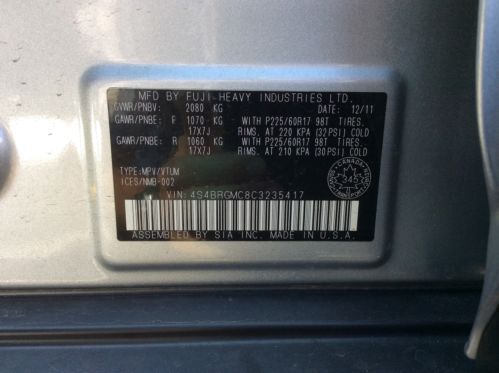 MFD BY FUJI HEAVY INDUSTRIES LTD.
GVWR/PNBV: 2080 KG DATE: 12/11
GAWR/PNBE: F 1070 KG WITH P225/60R17 98T TIRES,
17X7J RIMS, AT 220 KPA (32PSI) COLD
GAWR/PNBE: R 1060 KG WITH P225/60R17 98T TIRES,
17X7J RIMS, AT 210 KPA (30PSI) COLD
TYPE:MPV/VTUM
ICES/NMB-002
VIN: 4S4BRGMC8C3235417
CANADA
345
TRANSPORT
ASSEMBLED BY SIA INC. MADE IN U.S.A.